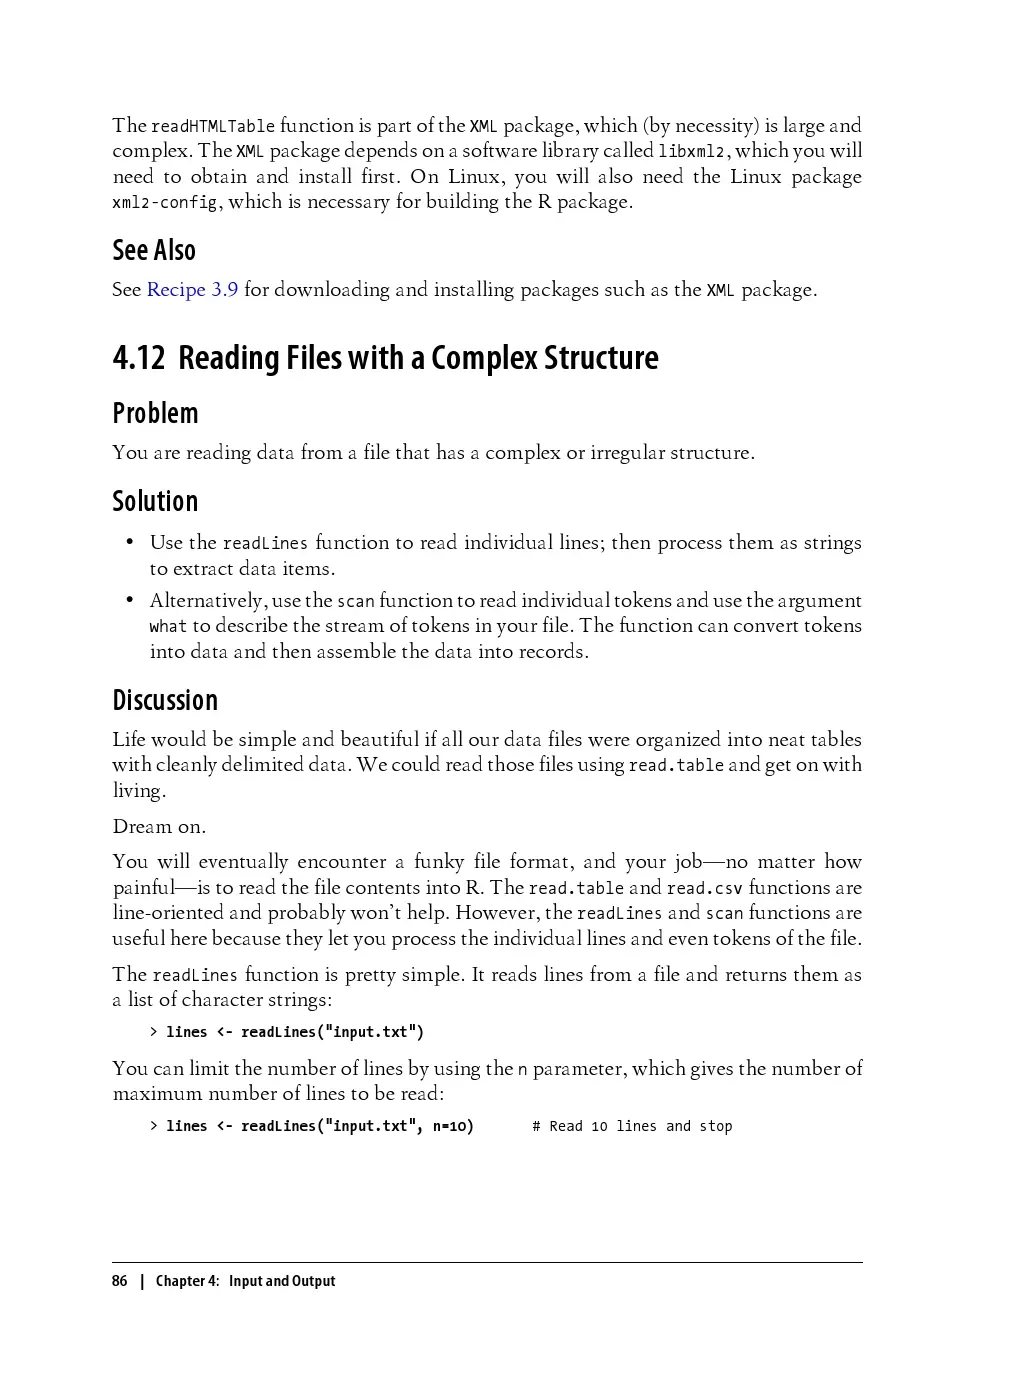 The readHTMLTable function is part of the XML package, which (by necessity) is large and
complex. The XML package depends on a software library called libxml2, which you will
need to obtain and install first. On Linux, you will also need the Linux package
xml2-config, which is necessary for building the R package.
See Also
See Recipe 3.9 for downloading and installing packages such as the XML package.
4.12 Reading Files with a Complex Structure
Problem
You are reading data from a file that has a complex or irregular structure.
Solution
• Use the readLines function to read individual lines; then process them as strings
to extract data items.
• Alternatively, use the scan function to read individual tokens and use the argument
what to describe the stream of tokens in your file. The function can convert tokens
into data and then assemble the data into records.
Discussion
Life would be simple and beautiful if all our data files were organized into neat tables
with cleanly delimited data. We could read those files using read.table and get on with
living.
Dream on.
You will eventually encounter a funky file format, and your job—no matter how
painful—is to read the file contents into R. The read.table and read.csv functions are
line-oriented and probably won’t help. However, the readLines and scan functions are
useful here because they let you process the individual lines and even tokens of the file.
The readLines function is pretty simple. It reads lines from a file and returns them as
a list of character strings:
> lines <- readLines("input.txt")
You can limit the number of lines by using the n parameter, which gives the number of
maximum number of lines to be read:
> lines <- readLines("input.txt", n=10) # Read 10 lines and stop
86 | Chapter 4: Input and Output